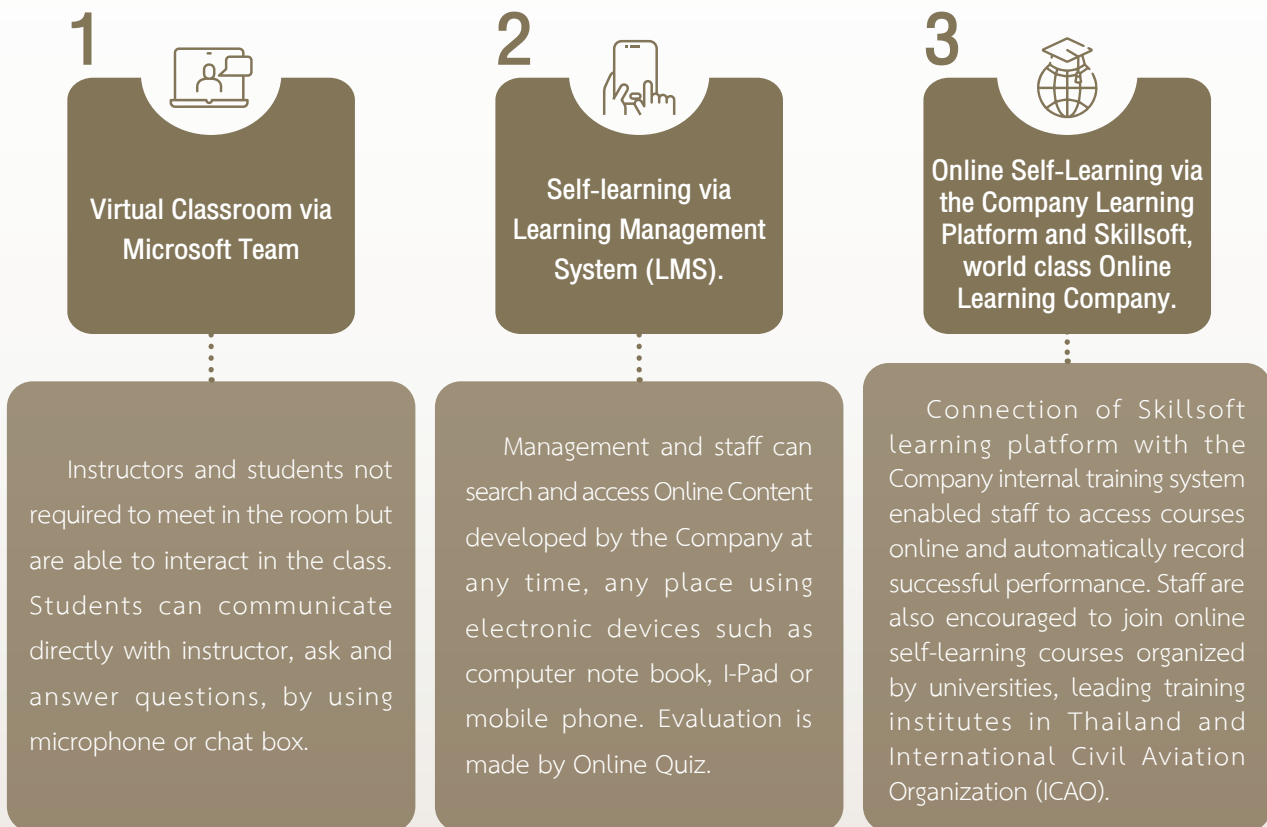 1
Virtual Classroom via
Microsoft Team
Instructors and students not
required to meet in the room but
are able to interact in the class.
Students can communicate
directly with instructor, ask and
answer questions, by using
microphone or chat box.
2
Self-learning via
Learning Management
System (LMS).
Management and staff can
search and access Online Content
developed by the Company at
any time, any place using
electronic devices such as
computer note book, I-Pad or
mobile phone. Evaluation is
made by Online Quiz.
3
Online Self-Learning via
the Company Learning
Platform and Skillsoft,
world class Online
Learning Company.
Connection of Skillsoft
learning platform with the
Company internal training system
enabled staff to access courses
online and automatically record
successful performance. Staff are
also encouraged to join online
self-learning courses organized
by universities, leading training
institutes in Thailand and
International Civil Aviation
Organization (ICAO).